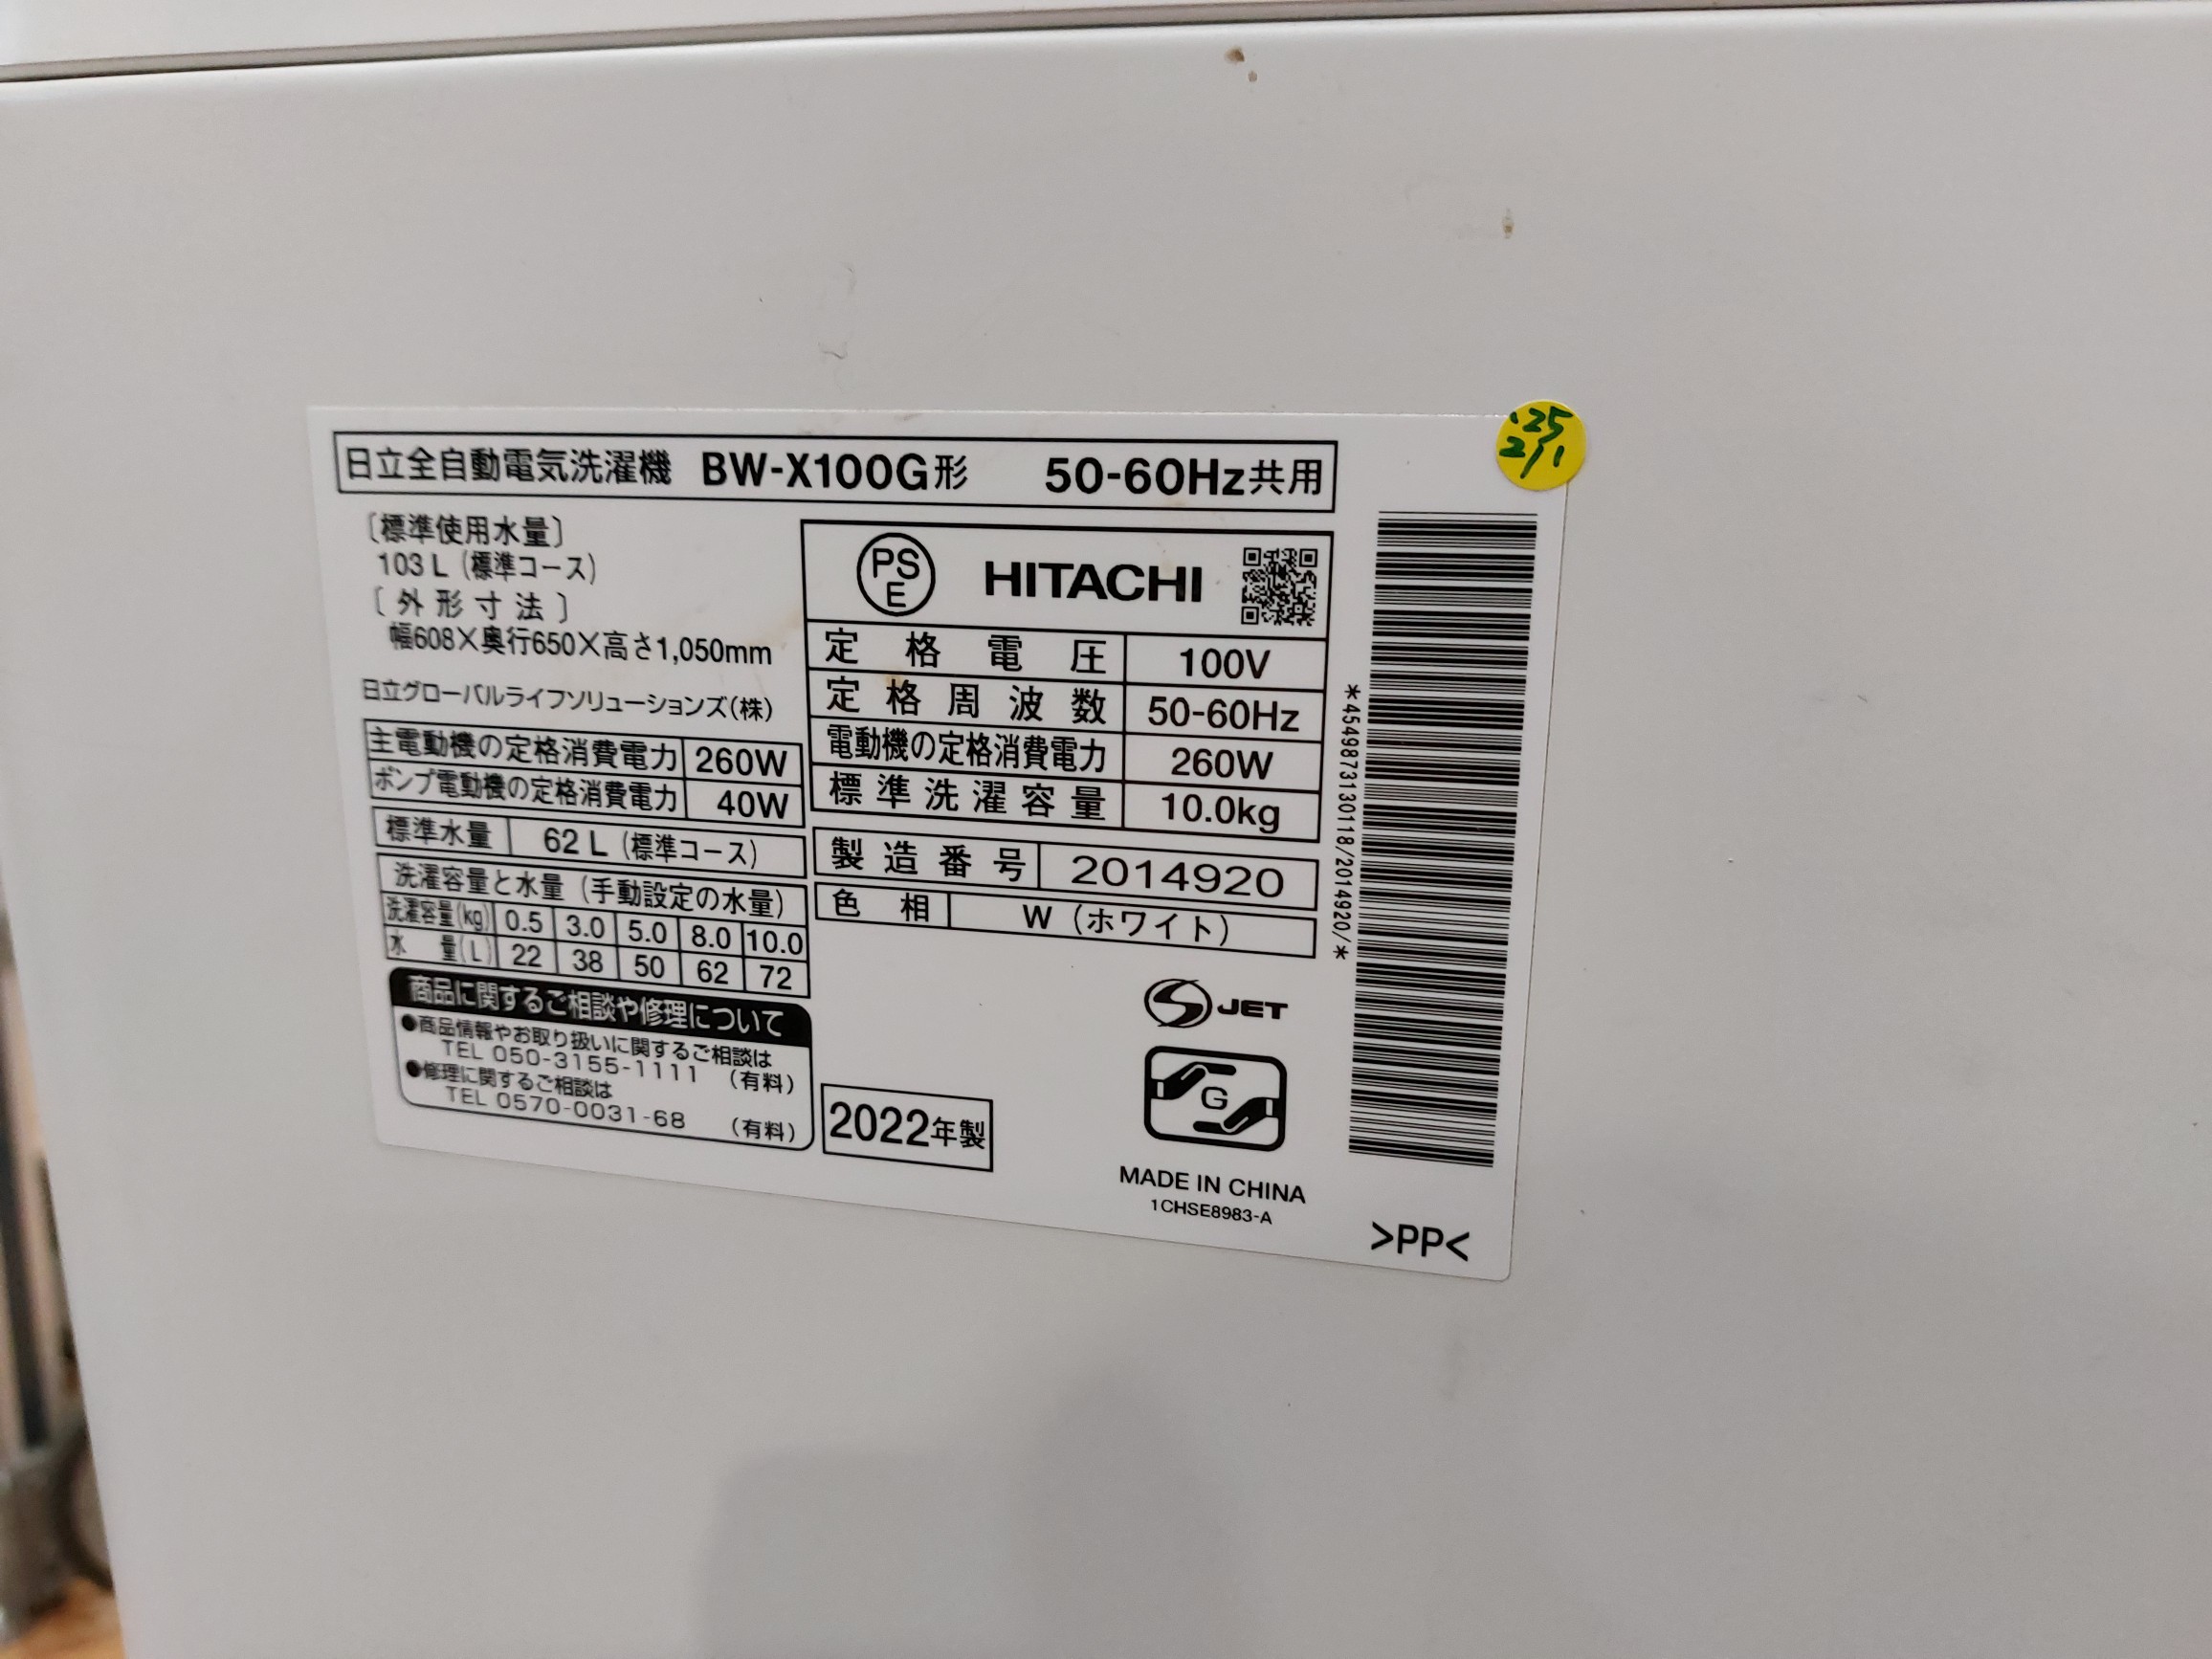 '25
2/1
日立全自動電気洗濯機 BW-X100G形 50-60Hz共用
〔標準使用水量〕
103 L (標準コース)
〔外形寸法〕
幅608×奥行650×高さ1,050mm
日立グローバルライフソリューションズ(株)
主電動機の定格消費電力 260W
ポンプ電動機の定格消費電力 40W
標準水量 62 L (標準コース)
洗濯容量と水量 (手動設定の水量)
洗濯容量(kg) 0.5 3.0 5.0 8.0 10.0
水量(L) 22 38 50 62 72
商品に関するご相談や修理について
●商品情報やお取り扱いに関するご相談は
TEL 050-3155-1111 (有料)
●修理に関するご相談は
TEL 0570-0031-68 (有料)
PS
E
HITACHI
定格電圧 100V
定格周波数 50-60Hz
電動機の定格消費電力 260W
標準洗濯容量 10.0kg
製造番号 2014920
色相 W (ホワイト)
S JET
G
2022年製
MADE IN CHINA
1CHSE8983-A
*4549873130118/2014920/*
>PP<